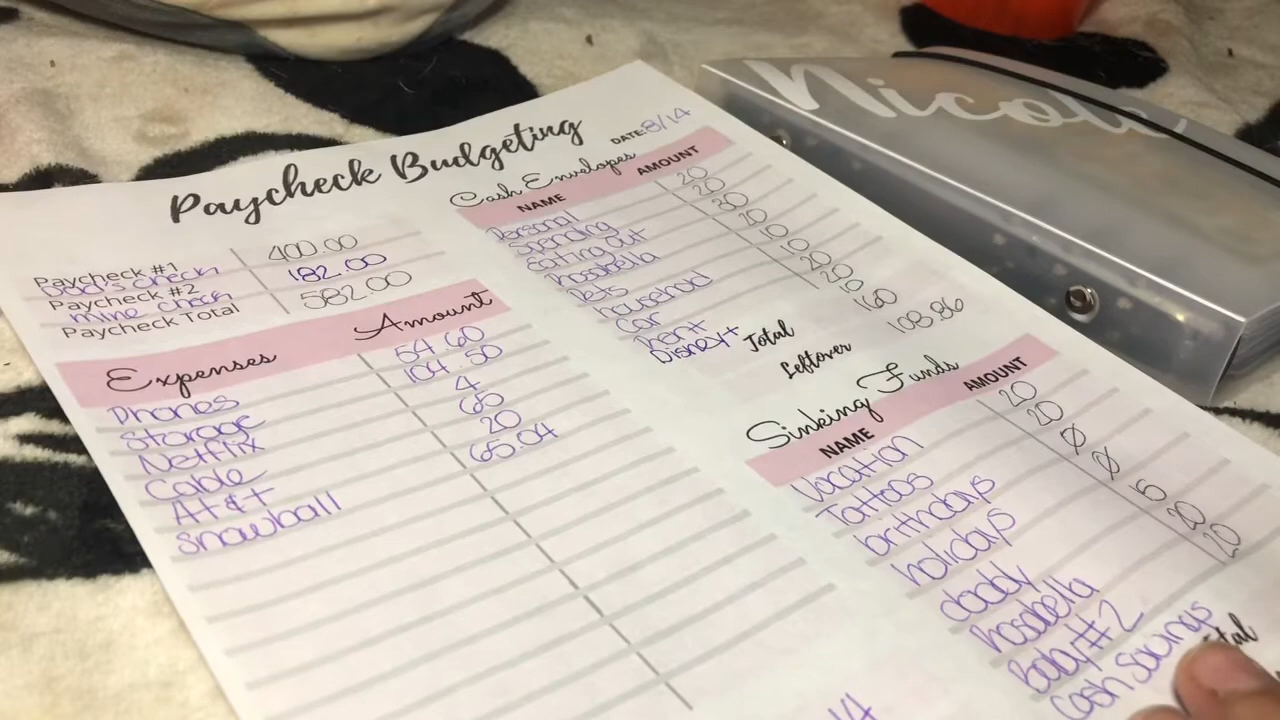 Nicole
Paycheck Budgeting
DATE: 8/14
Paycheck #1 400.00
Dad's check
Paycheck #2 182.00
mine check
Paycheck Total 582.00
Expenses Amount
Phones 54.60
Storage 104.50
Netflix 4
Cable 65
At&t 20
Snowball 65.04
Cash Envelopes
NAME AMOUNT
Personal 20
Spending 20
Eating out 30
Rosabella 20
Pets 10
household 20
Car 20
Rent 20
Disney+
Total 160
Leftover 108.86
Sinking Funds
NAME AMOUNT
Vacation 20
Tattoos 20
birthdays Ø
holidays Ø
daddy 5
Rosabella 20
Baby #2 20
Cash Savings